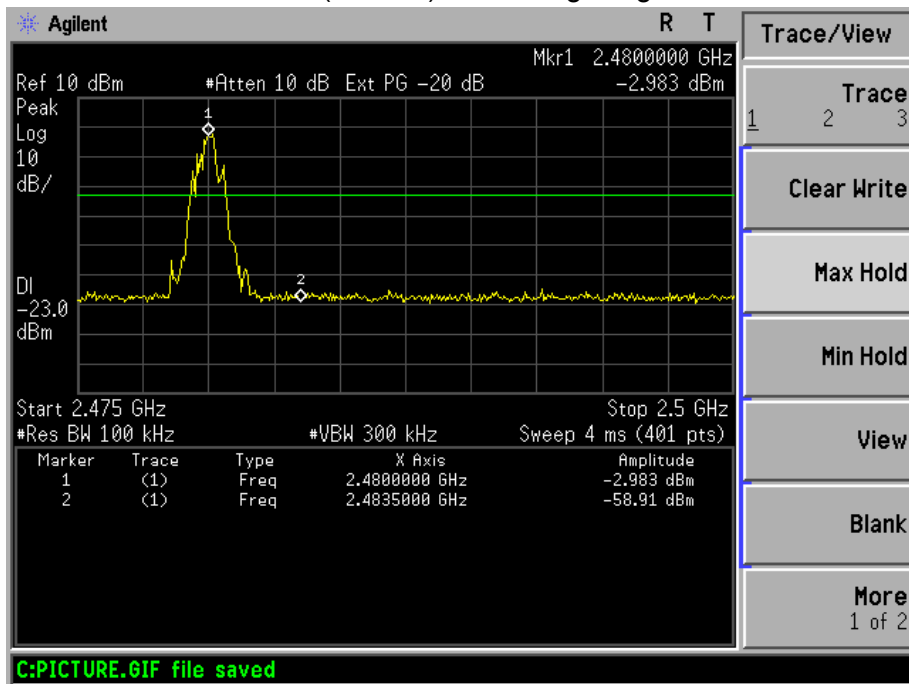 Agilent R T
Mkr1 2.4800000 GHz
Ref 10 dBm #Atten 10 dB Ext PG -20 dB -2.983 dBm
Peak
Log
10
dB/
1
2
DI
-23.0
dBm
Start 2.475 GHz Stop 2.5 GHz
#Res BW 100 kHz #VBW 300 kHz Sweep 4 ms (401 pts)
Marker Trace Type X Axis Amplitude
1 (1) Freq 2.4800000 GHz -2.983 dBm
2 (1) Freq 2.4835000 GHz -58.91 dBm
C:PICTURE.GIF file saved
Trace/View
Trace
1 2 3
Clear Write
Max Hold
Min Hold
View
Blank
More
1 of 2